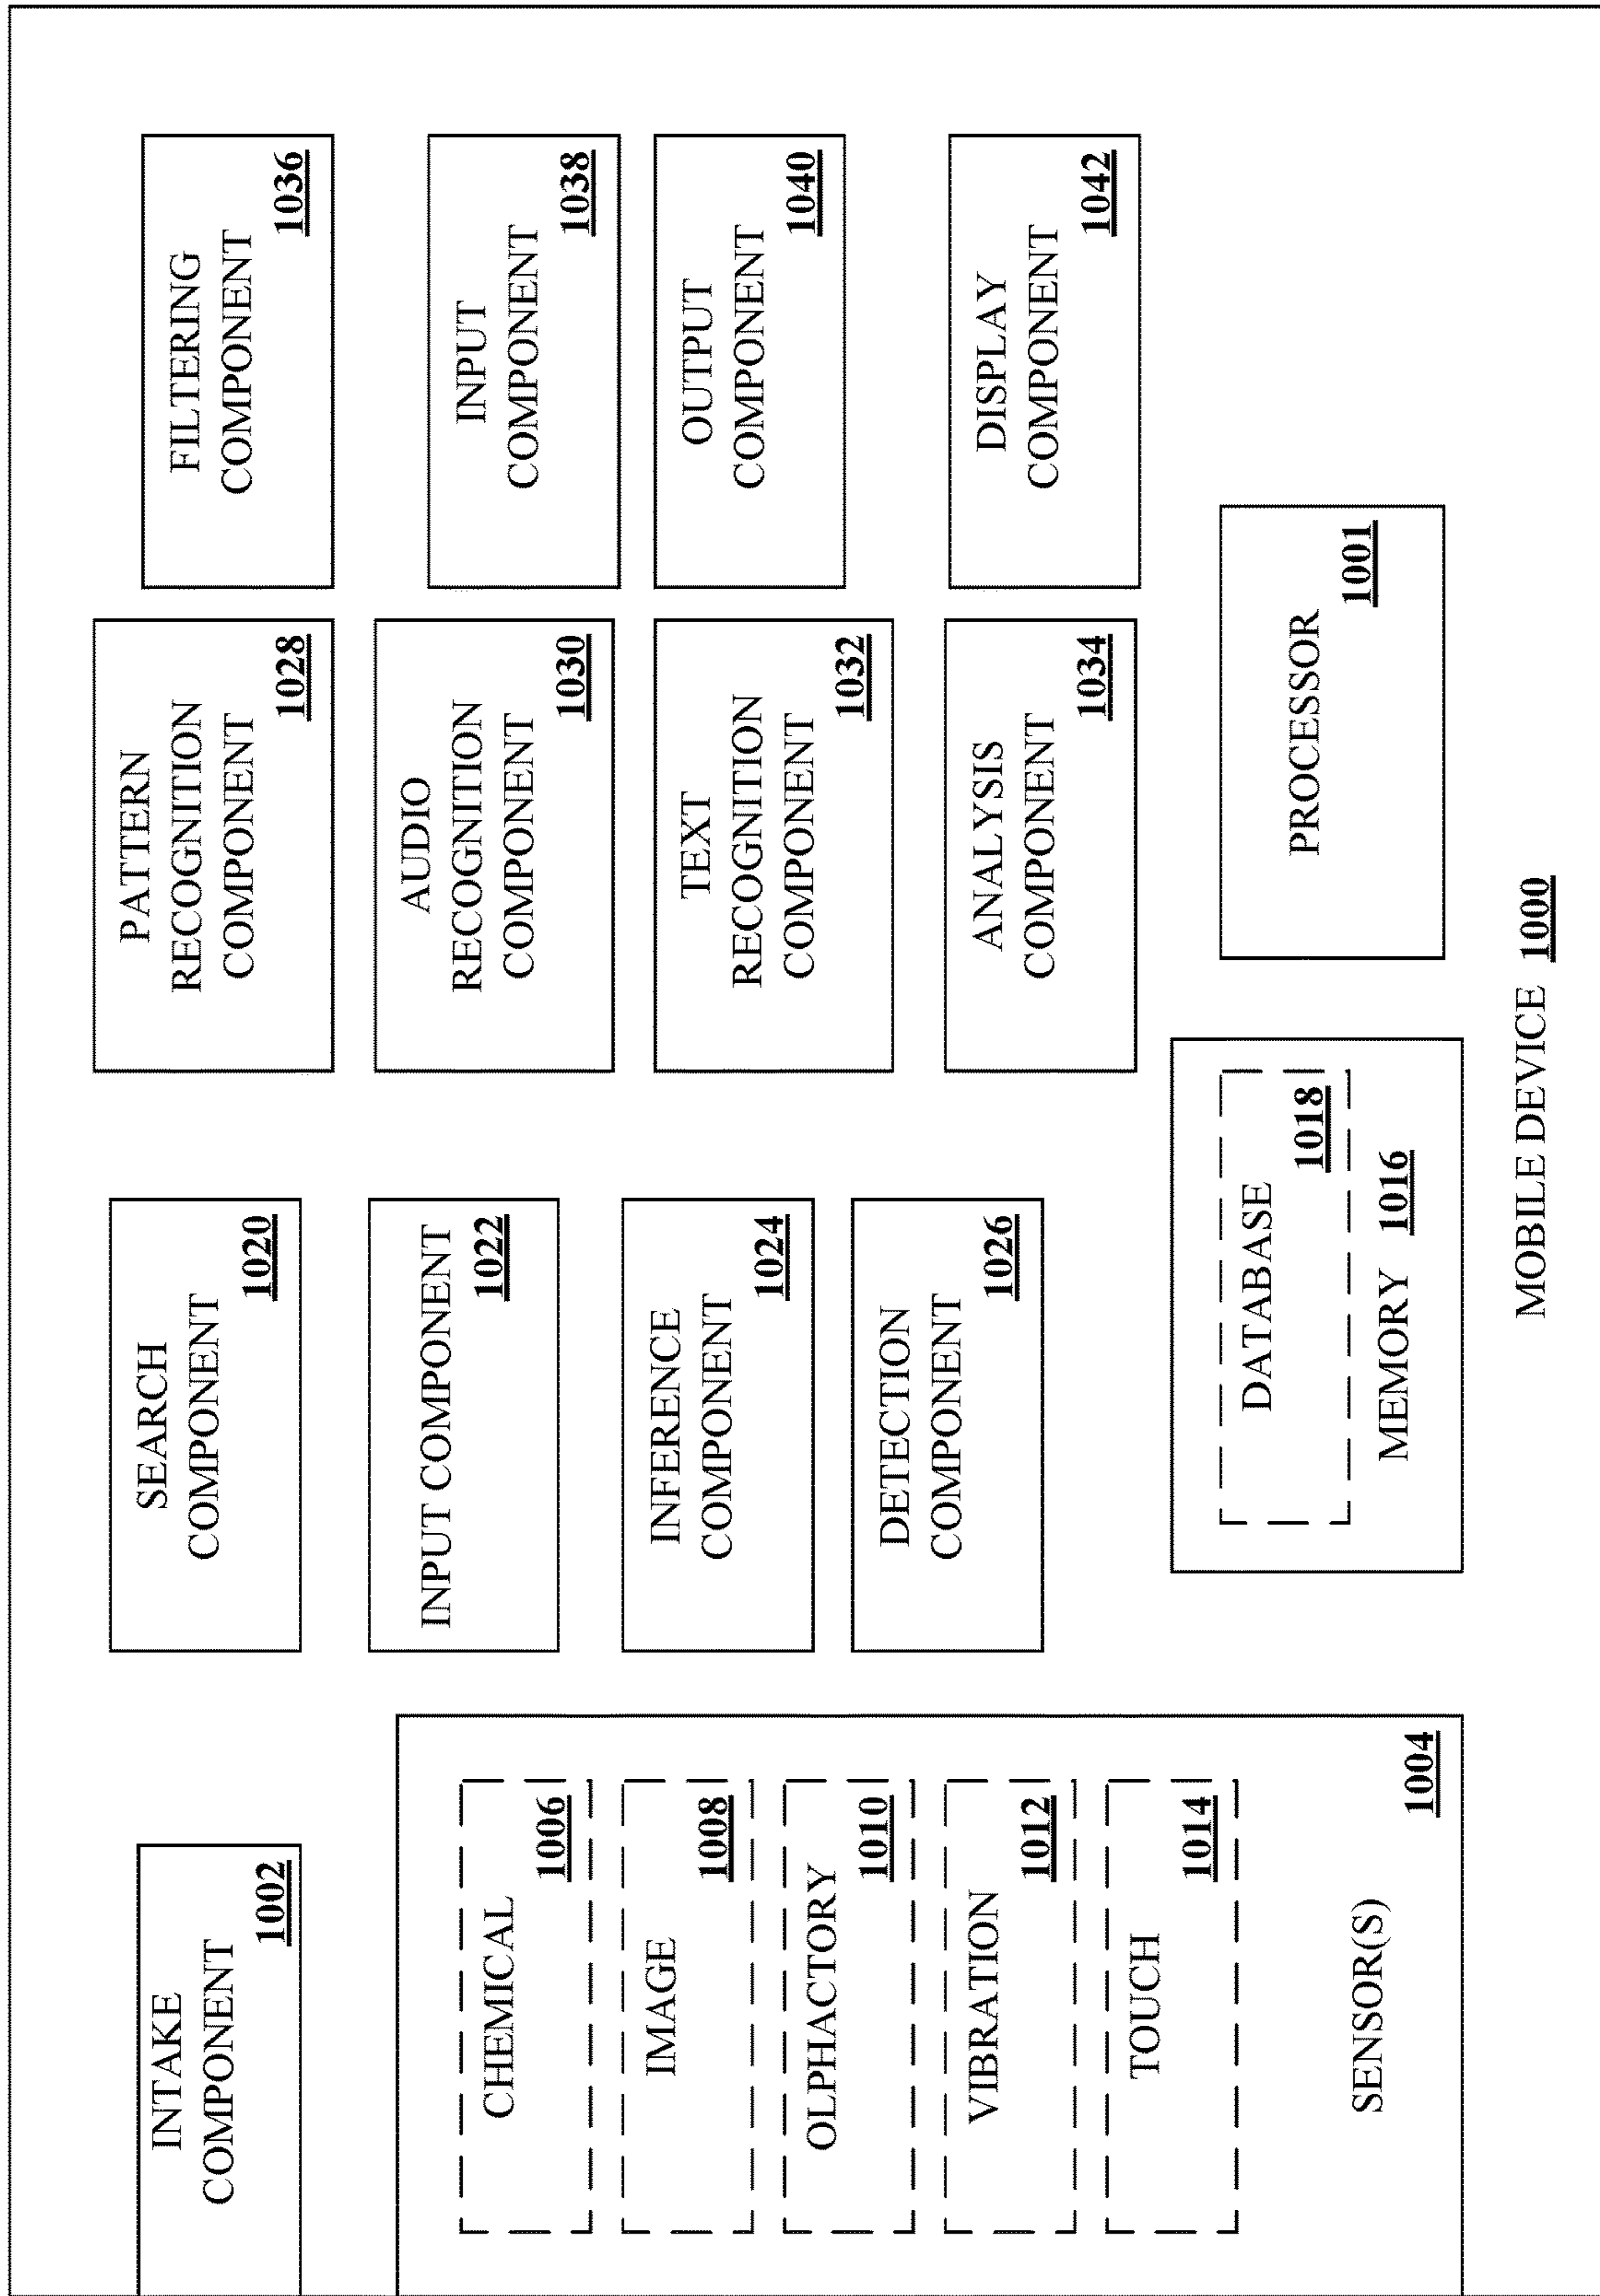 INTAKE
COMPONENT
1002
CHEMICAL
1006
IMAGE
1008
OLPHACTORY
1010
VIBRATION
1012
TOUCH
1014
SENSOR(S)
1004
SEARCH
COMPONENT
1020
INPUT COMPONENT
1022
INFERENCE
COMPONENT
1024
DETECTION
COMPONENT
1026
DATABASE
1018
MEMORY 1016
PATTERN
RECOGNITION
COMPONENT
1028
AUDIO
RECOGNITION
COMPONENT
1030
TEXT
RECOGNITION
COMPONENT
1032
ANALYSIS
COMPONENT
1034
PROCESSOR
1001
FILTERING
COMPONENT
1036
INPUT
COMPONENT
1038
OUTPUT
COMPONENT
1040
DISPLAY
COMPONENT
1042
MOBILE DEVICE 1000